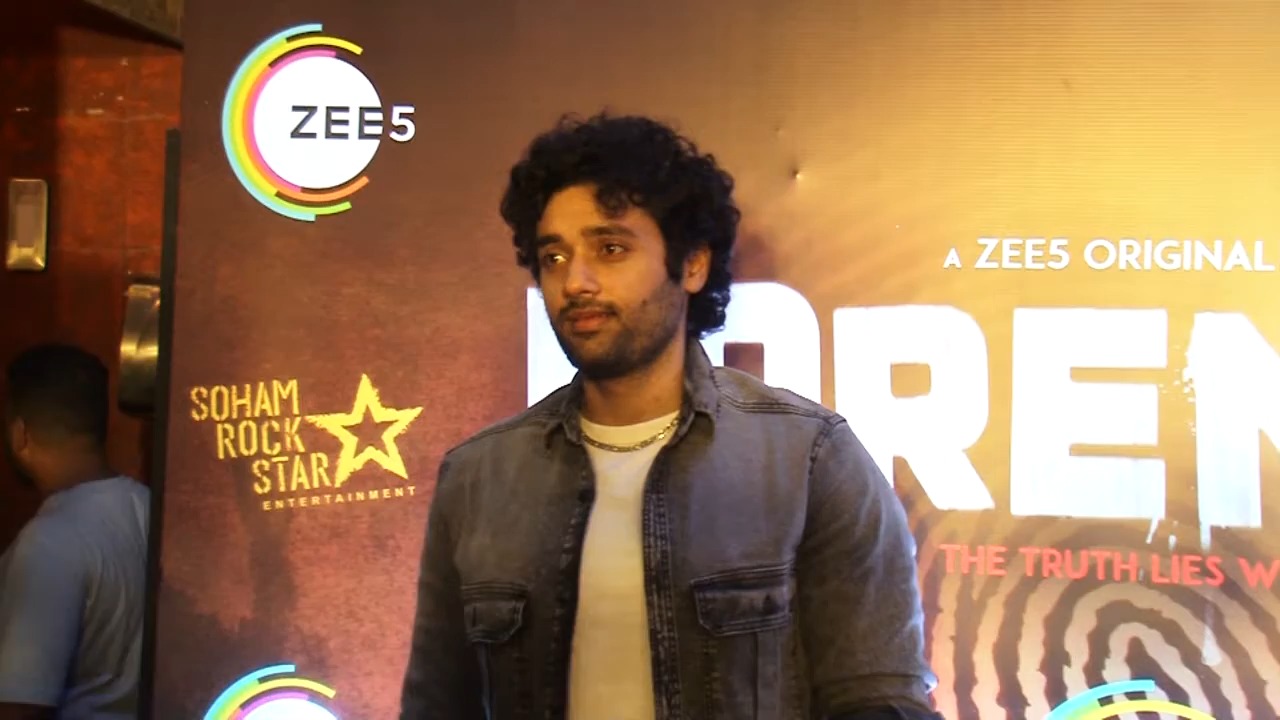 ZEE5
A ZEE5 ORIGINAL
SOHAM
ROCK
STAR
ENTERTAINMENT
THE TRUTH LIES